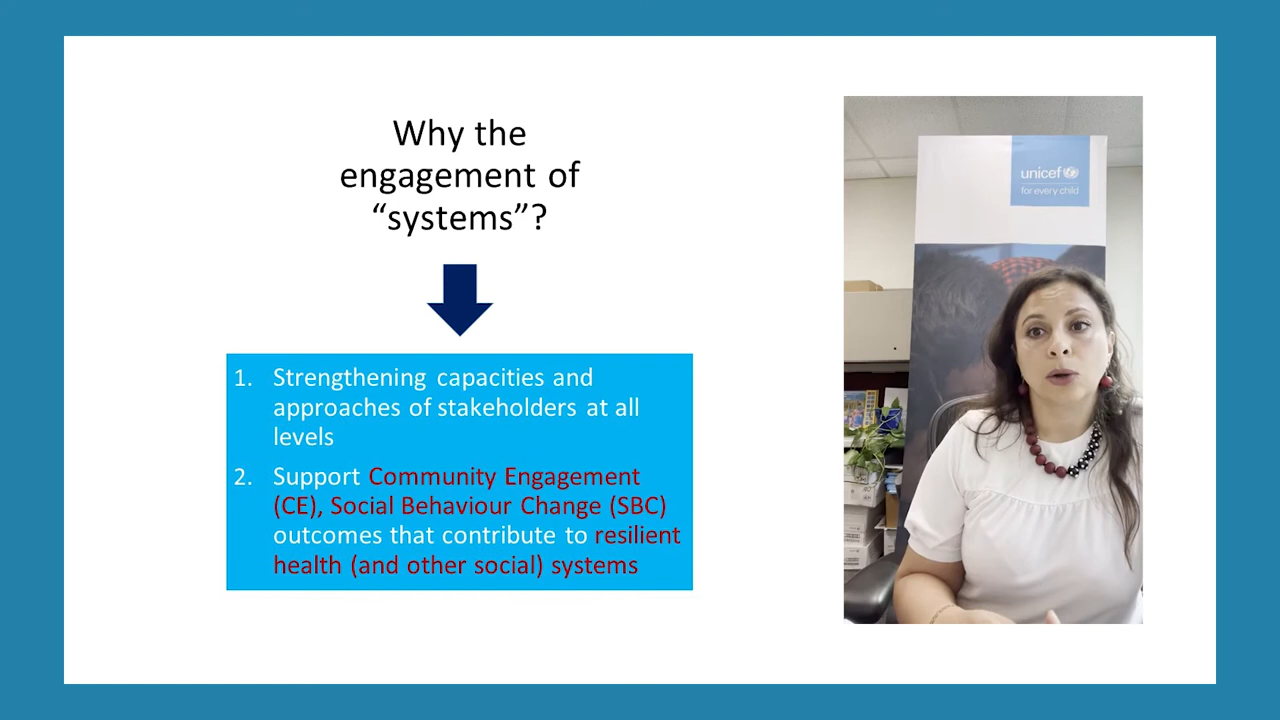 Why the
engagement of
“systems”?
1. Strengthening capacities and
approaches of stakeholders at all
levels
2. Support Community Engagement
(CE), Social Behaviour Change (SBC)
outcomes that contribute to resilient
health (and other social) systems
unicef
for every child